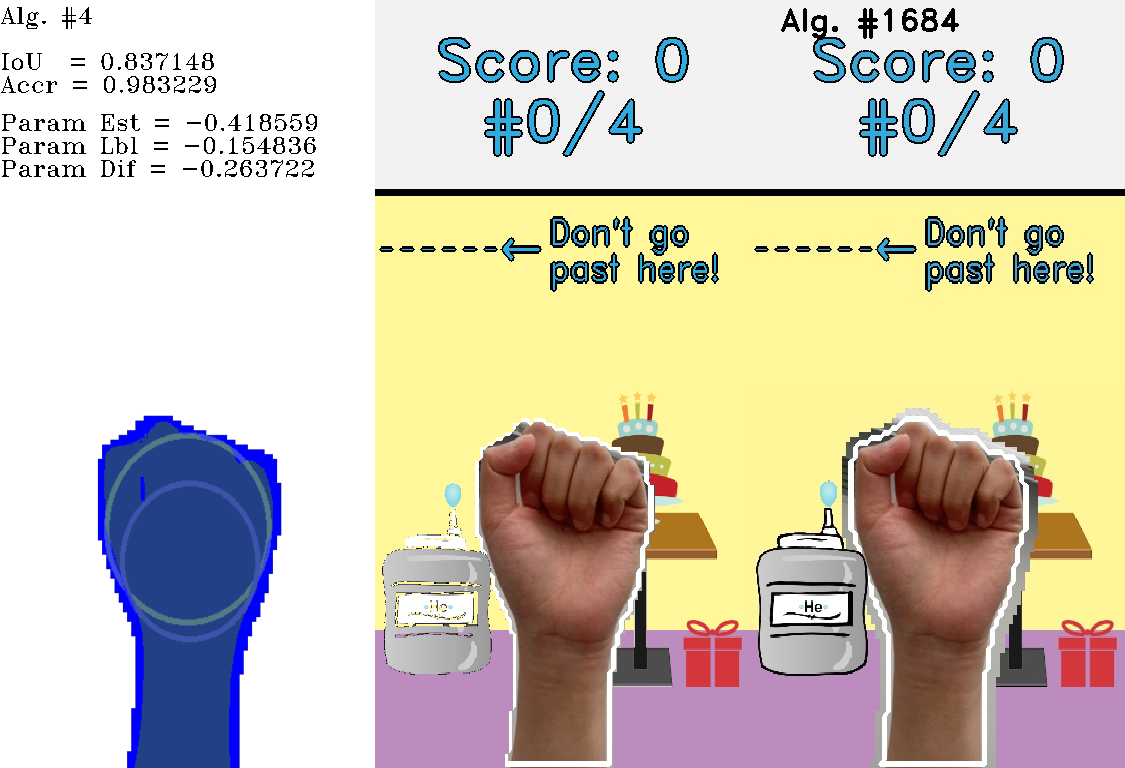 Alg. #4
IoU = 0.837148
Accr = 0.983229
Param Est = -0.418559
Param Lbl = -0.154836
Param Dif = -0.263722
Score: 0
#0/4
Don't go
past here!
He
Alg. #1684
Score: 0
#0/4
Don't go
past here!
He